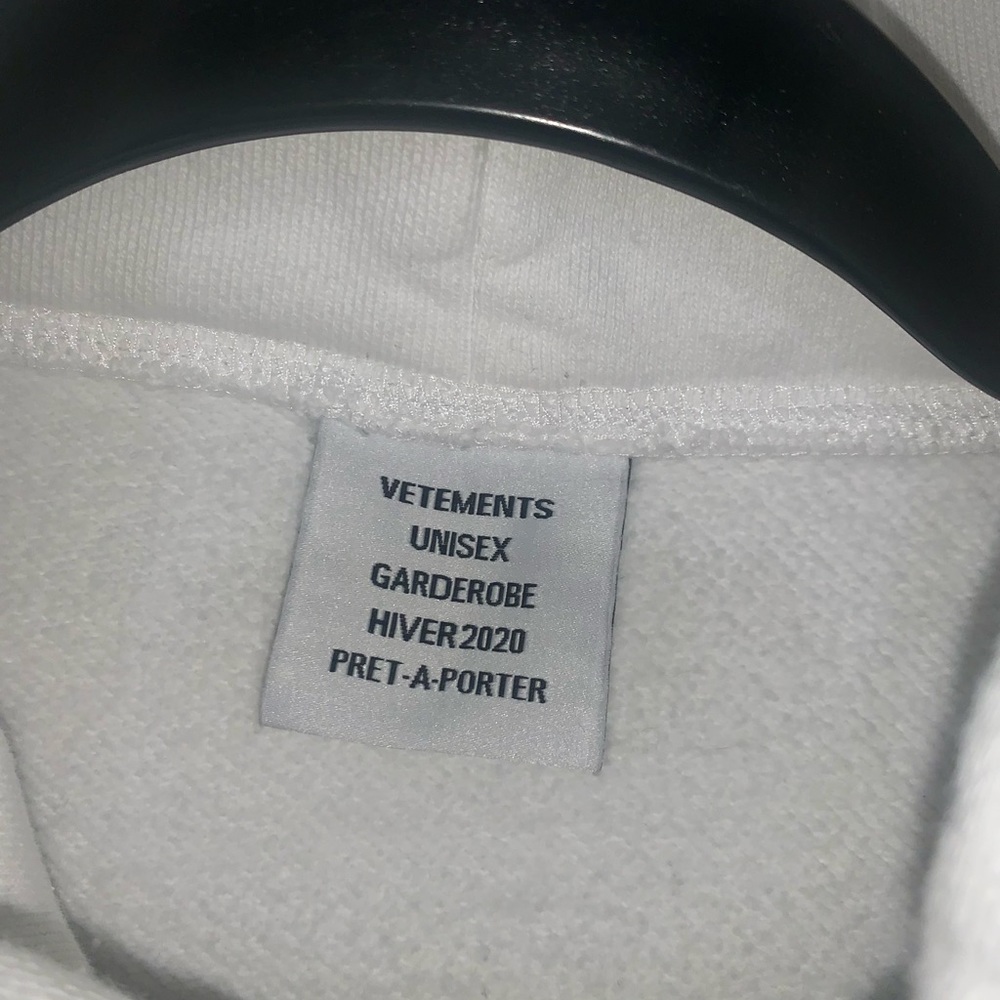 VETEMENTS
UNISEX
GARDEROBE
HIVER 2020
PRET-A-PORTER